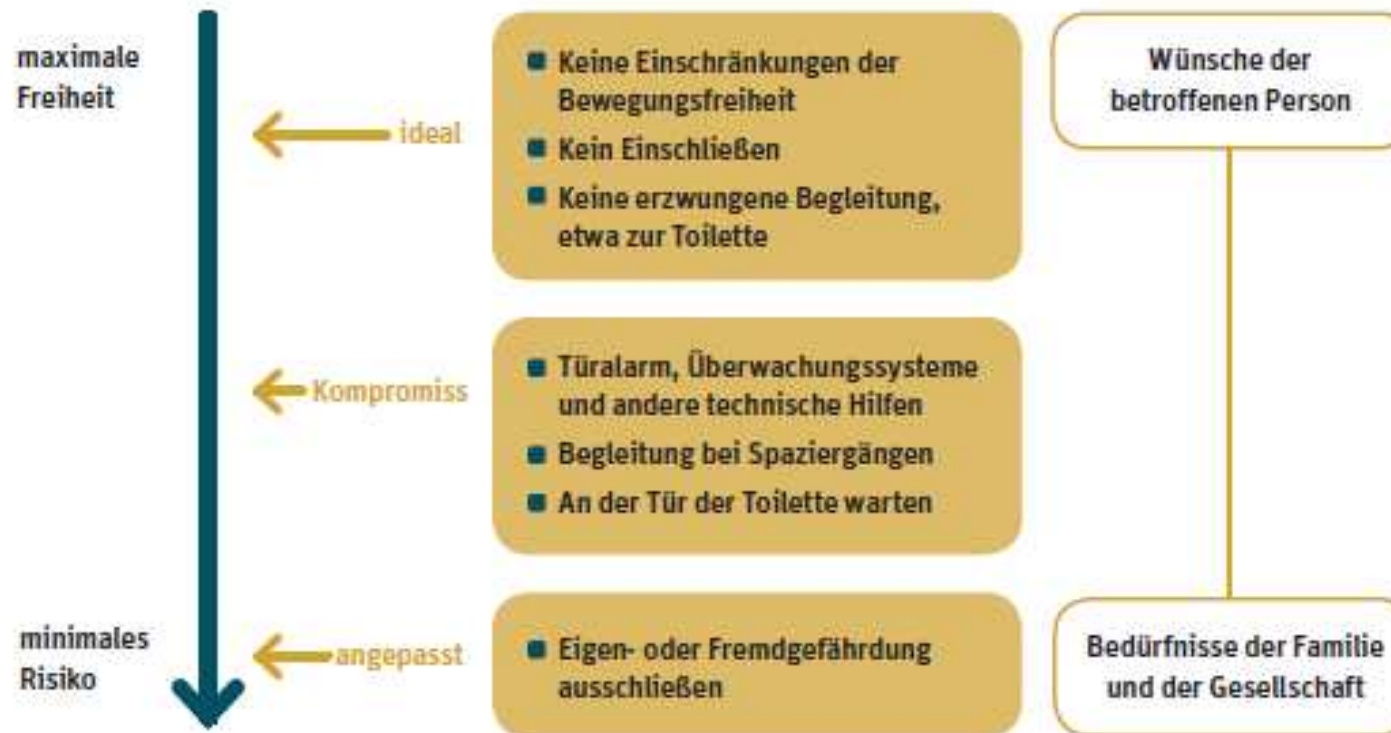 maximale
Freiheit
ideal
Keine Einschränkungen der
Bewegungsfreiheit
Kein Einschließen
Keine erzwungene Begleitung,
etwa zur Toilette
Wünsche der
betroffenen Person
Kompromiss
Türalarm, Überwachungssysteme
und andere technische Hilfen
Begleitung bei Spaziergängen
An der Tür der Toilette warten
minimales
Risiko
angepasst
Eigen- oder Fremdgefährdung
ausschließen
Bedürfnisse der Familie
und der Gesellschaft